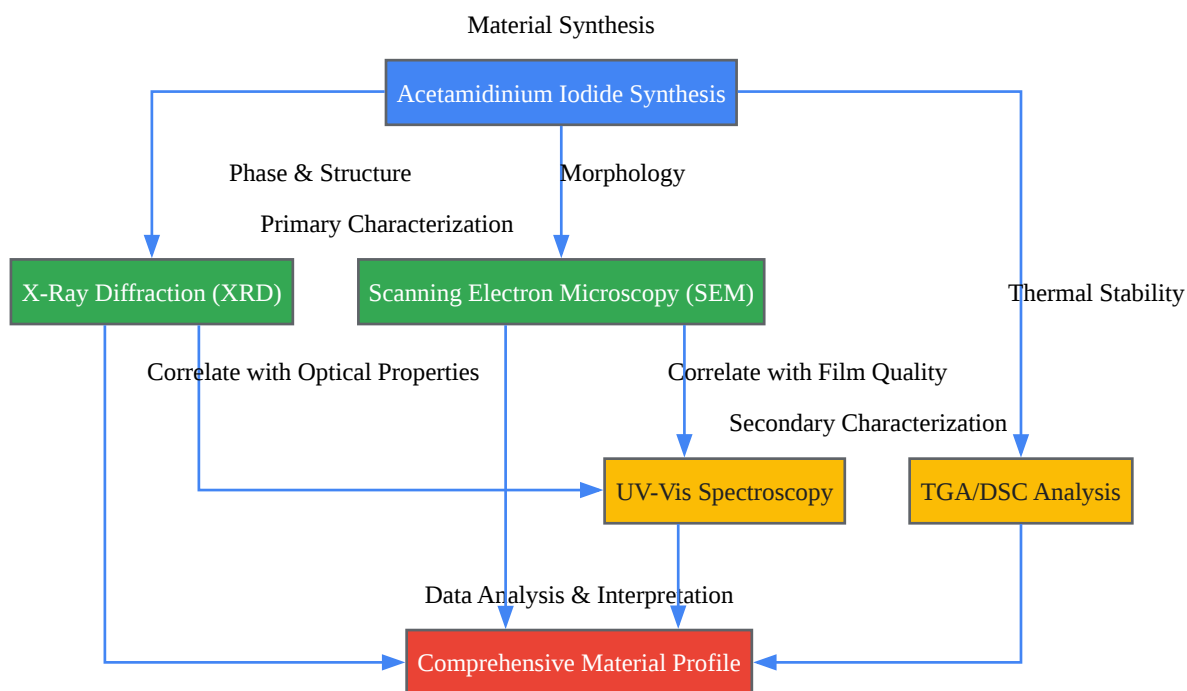 Material Synthesis
Acetamidinium Iodide Synthesis
Phase & Structure
Morphology
Primary Characterization
X-Ray Diffraction (XRD)
Scanning Electron Microscopy (SEM)
Thermal Stability
Correlate with Optical Properties
Correlate with Film Quality
Secondary Characterization
UV-Vis Spectroscopy
TGA/DSC Analysis
Data Analysis & Interpretation
Comprehensive Material Profile